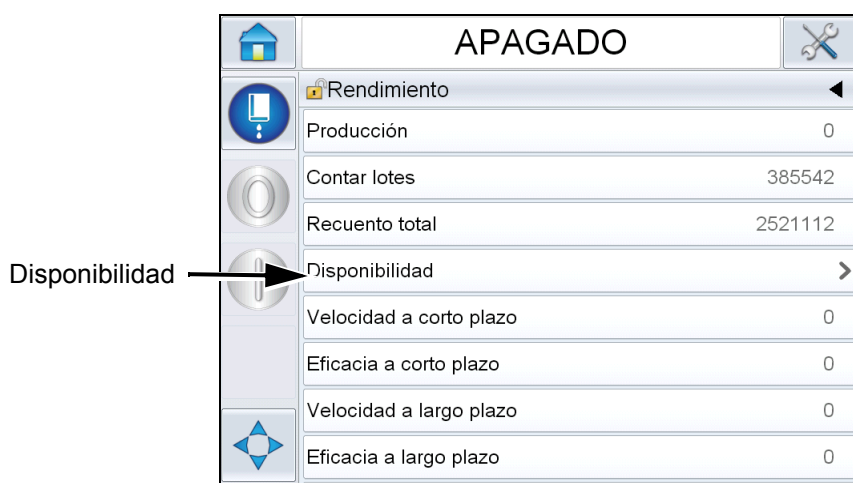 APAGADO
Rendimiento
Producción 0
Contar lotes 385542
Recuento total 2521112
Disponibilidad
Disponibilidad
Velocidad a corto plazo 0
Eficacia a corto plazo 0
Velocidad a largo plazo 0
Eficacia a largo plazo 0